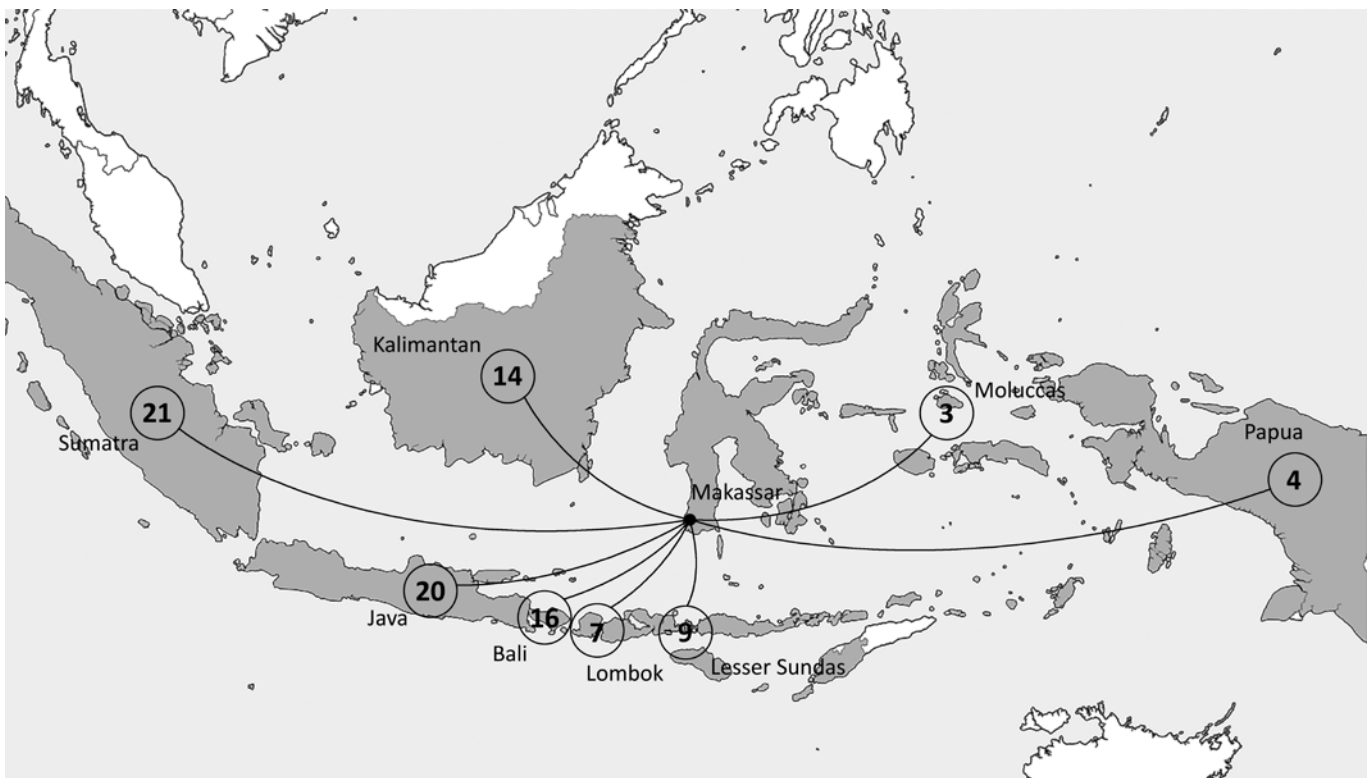 Kalimantan
14
Moluccas
3
21
Sumatra
Papua
4
Makassar
20
Java
16
Bali
7
Lombok
9
Lesser Sundas